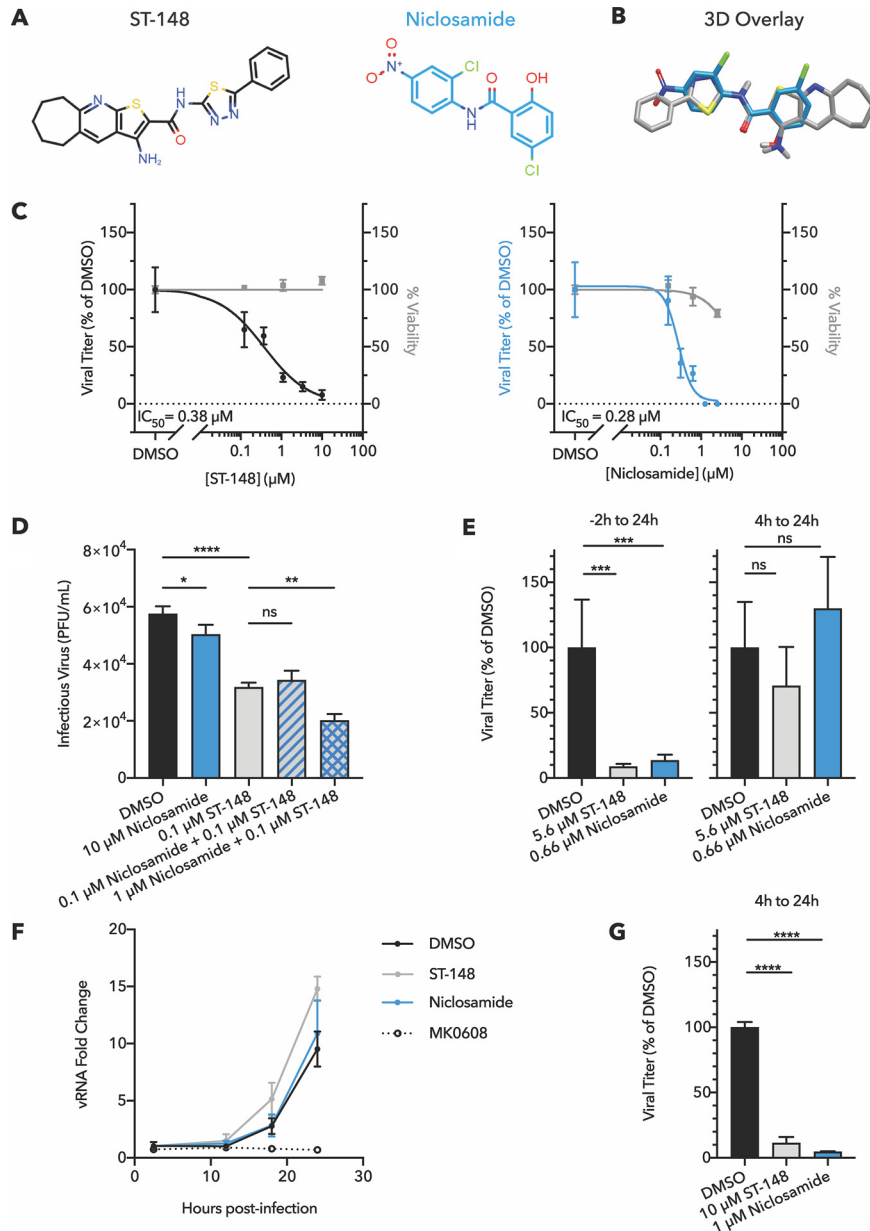 A
ST-148
Niclosamide
B
3D Overlay
N
S
S
NH
O
N
N
NH₂
O
O⁻
N⁺
Cl
O
OH
NH
Cl
C
Viral Titer (% of DMSO)
150
100
50
0
150
100
50
0
% Viability
IC₅₀= 0.38 µM
DMSO
0.1
1
10
100
[ST-148] (µM)
Viral Titer (% of DMSO)
150
100
50
0
150
100
50
0
% Viability
IC₅₀= 0.28 µM
DMSO
0.1
1
10
100
[Niclosamide] (µM)
D
Infectious Virus (PFU/mL)
8×10⁴
6×10⁴
4×10⁴
2×10⁴
0
****
*
**
ns
DMSO
10 µM Niclosamide
0.1 µM ST-148
0.1 µM Niclosamide + 0.1 µM ST-148
1 µM Niclosamide + 0.1 µM ST-148
E
-2h to 24h
4h to 24h
Viral Titer (% of DMSO)
150
100
50
0
***
***
ns
ns
DMSO
5.6 µM ST-148
0.66 µM Niclosamide
DMSO
5.6 µM ST-148
0.66 µM Niclosamide
F
vRNA Fold Change
20
15
10
5
0
0
10
20
30
Hours post-infection
DMSO
ST-148
Niclosamide
MK0608
G
4h to 24h
Viral Titer (% of DMSO)
150
100
50
0
****
****
DMSO
10 µM ST-148
1 µM Niclosamide